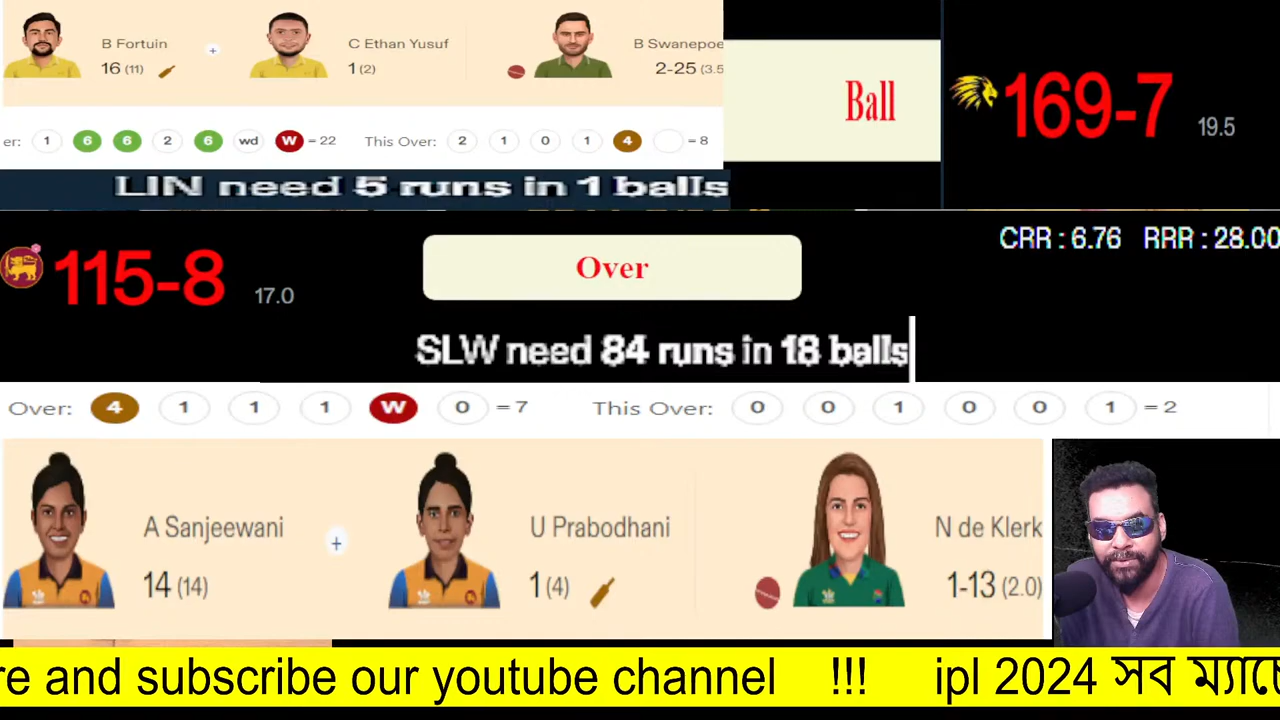 B Fortuin
16 (11)
+
C Ethan Yusuf
1 (2)
B Swanepoe
2-25 (3.5
er: 1 6 6 2 6 wd W = 22 This Over: 2 1 0 1 4 = 8
LIN need 5 runs in 1 balls
Ball
169-7 19.5
115-8 17.0
Over
CRR : 6.76 RRR : 28.00
SLW need 84 runs in 18 balls
Over: 4 1 1 1 W 0 = 7 This Over: 0 0 1 0 0 1 = 2
A Sanjeewani
14 (14)
+
U Prabodhani
1 (4)
N de Klerk
1-13 (2.0)
re and subscribe our youtube channel !!! ipl 2024 সব ম্যাচে